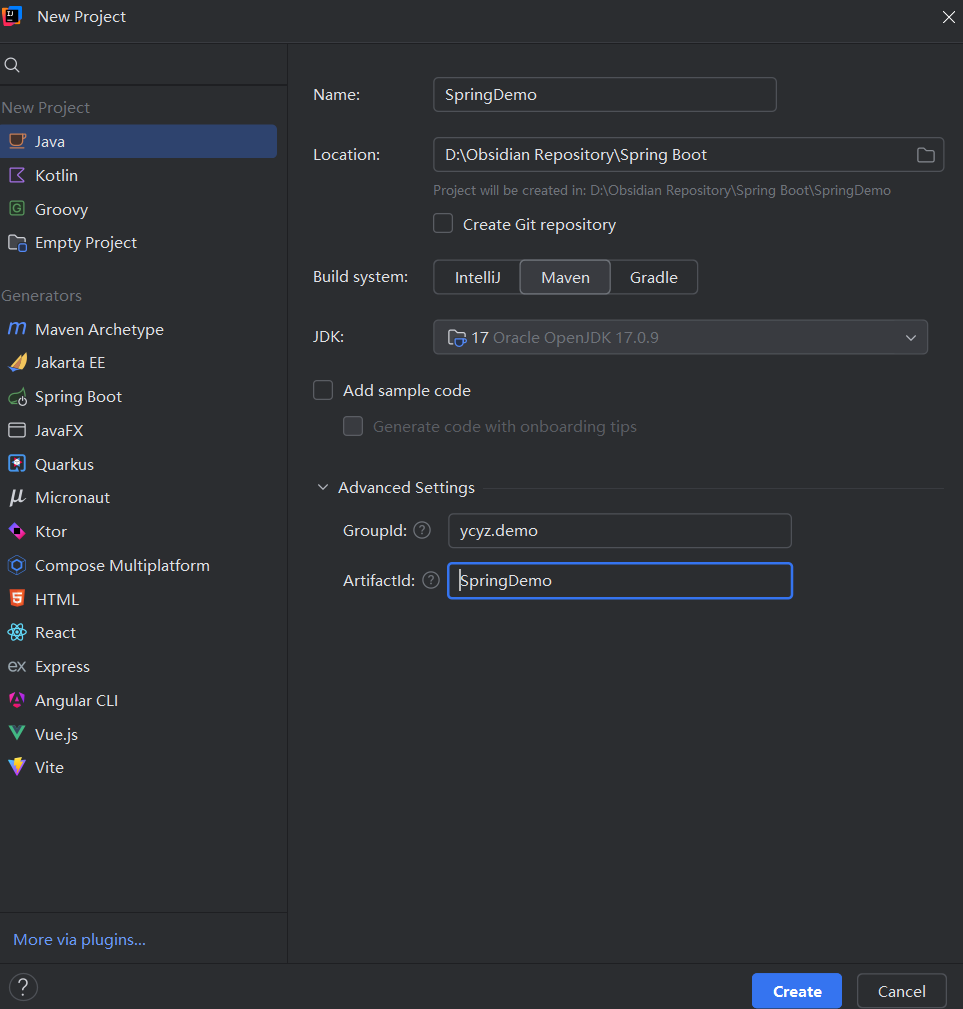 New Project
New Project
Java
Kotlin
Groovy
Empty Project
Generators
Maven Archetype
Jakarta EE
Spring Boot
JavaFX
Quarkus
Micronaut
Ktor
Compose Multiplatform
HTML
React
Express
Angular CLI
Vue.js
Vite
More via plugins...
Name: SpringDemo
Location: D:\Obsidian Repository\Spring Boot
Project will be created in: D:\Obsidian Repository\Spring Boot\SpringDemo
Create Git repository
Build system: IntelliJ Maven Gradle
JDK: 17 Oracle OpenJDK 17.0.9
Add sample code
Generate code with onboarding tips
Advanced Settings
GroupId: ? ycyz.demo
ArtifactId: ? SpringDemo
? Create Cancel